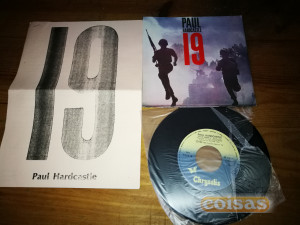 19
Paul Hardcastle
PAUL
HARDCASTLE
19
Chrysalis
coisas